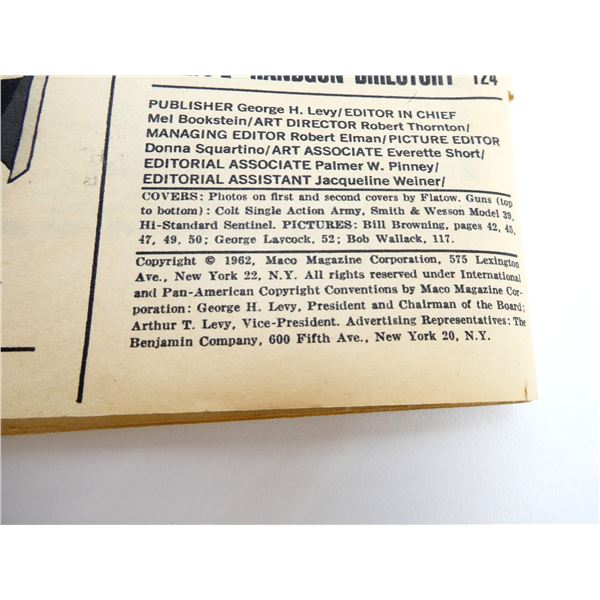 HANDGUN DIRECTORY 124
PUBLISHER George H. Levy/EDITOR IN CHIEF
Mel Bookstein/ART DIRECTOR Robert Thornton/
MANAGING EDITOR Robert Elman/PICTURE EDITOR
Donna Squartino/ART ASSOCIATE Everette Short/
EDITORIAL ASSOCIATE Palmer W. Pinney/
EDITORIAL ASSISTANT Jacqueline Weiner/
COVERS: Photos on first and second covers by Flatow. Guns (top
to bottom): Colt Single Action Army, Smith & Wesson Model 39,
Hi-Standard Sentinel. PICTURES: Bill Browning, pages 42, 45,
47, 49, 50; George Laycock, 52; Bob Wallack, 117.
Copyright © 1962, Maco Magazine Corporation, 575 Lexington
Ave., New York 22, N.Y. All rights reserved under International
and Pan-American Copyright Conventions by Maco Magazine Cor-
poration: George H. Levy, President and Chairman of the Board;
Arthur T. Levy, Vice-President. Advertising Representatives: The
Benjamin Company, 600 Fifth Ave., New York 20, N.Y.